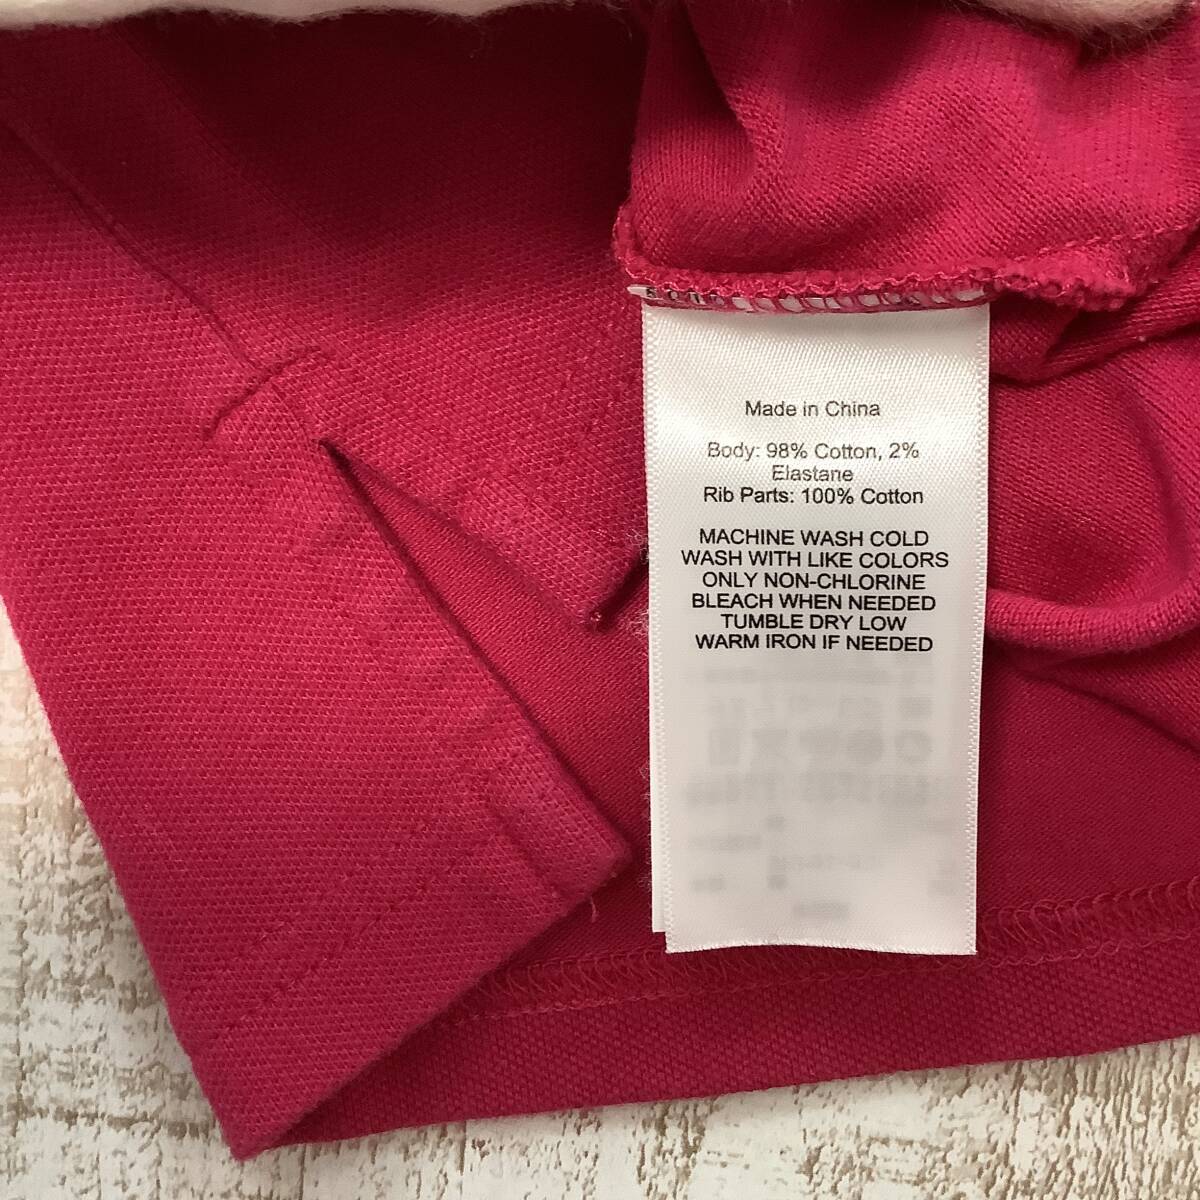 Made in China
Body: 98% Cotton, 2%
Elastane
Rib Parts: 100% Cotton
MACHINE WASH COLD
WASH WITH LIKE COLORS
ONLY NON-CHLORINE
BLEACH WHEN NEEDED
TUMBLE DRY LOW
WARM IRON IF NEEDED